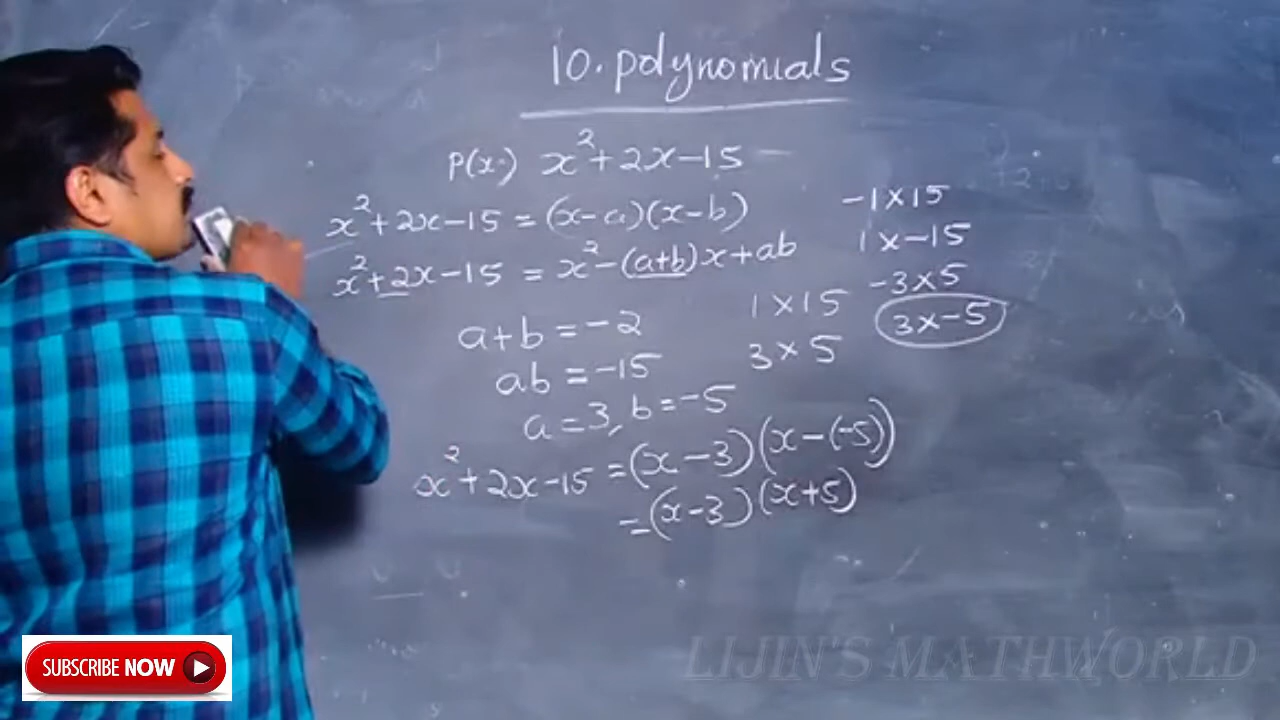 10. polynomials
P(x) x²+2x-15
x²+2x-15 = (x-a)(x-b)
x²+2x-15 = x²-(a+b)x+ab
a+b = -2
ab = -15
a = 3, b = -5
x²+2x-15 = (x-3)(x-(-5))
= (x-3)(x+5)
1×15
3×5
-1×15
1×-15
-3×5
3×-5
SUBSCRIBE NOW
LIJIN'S MATHWORLD